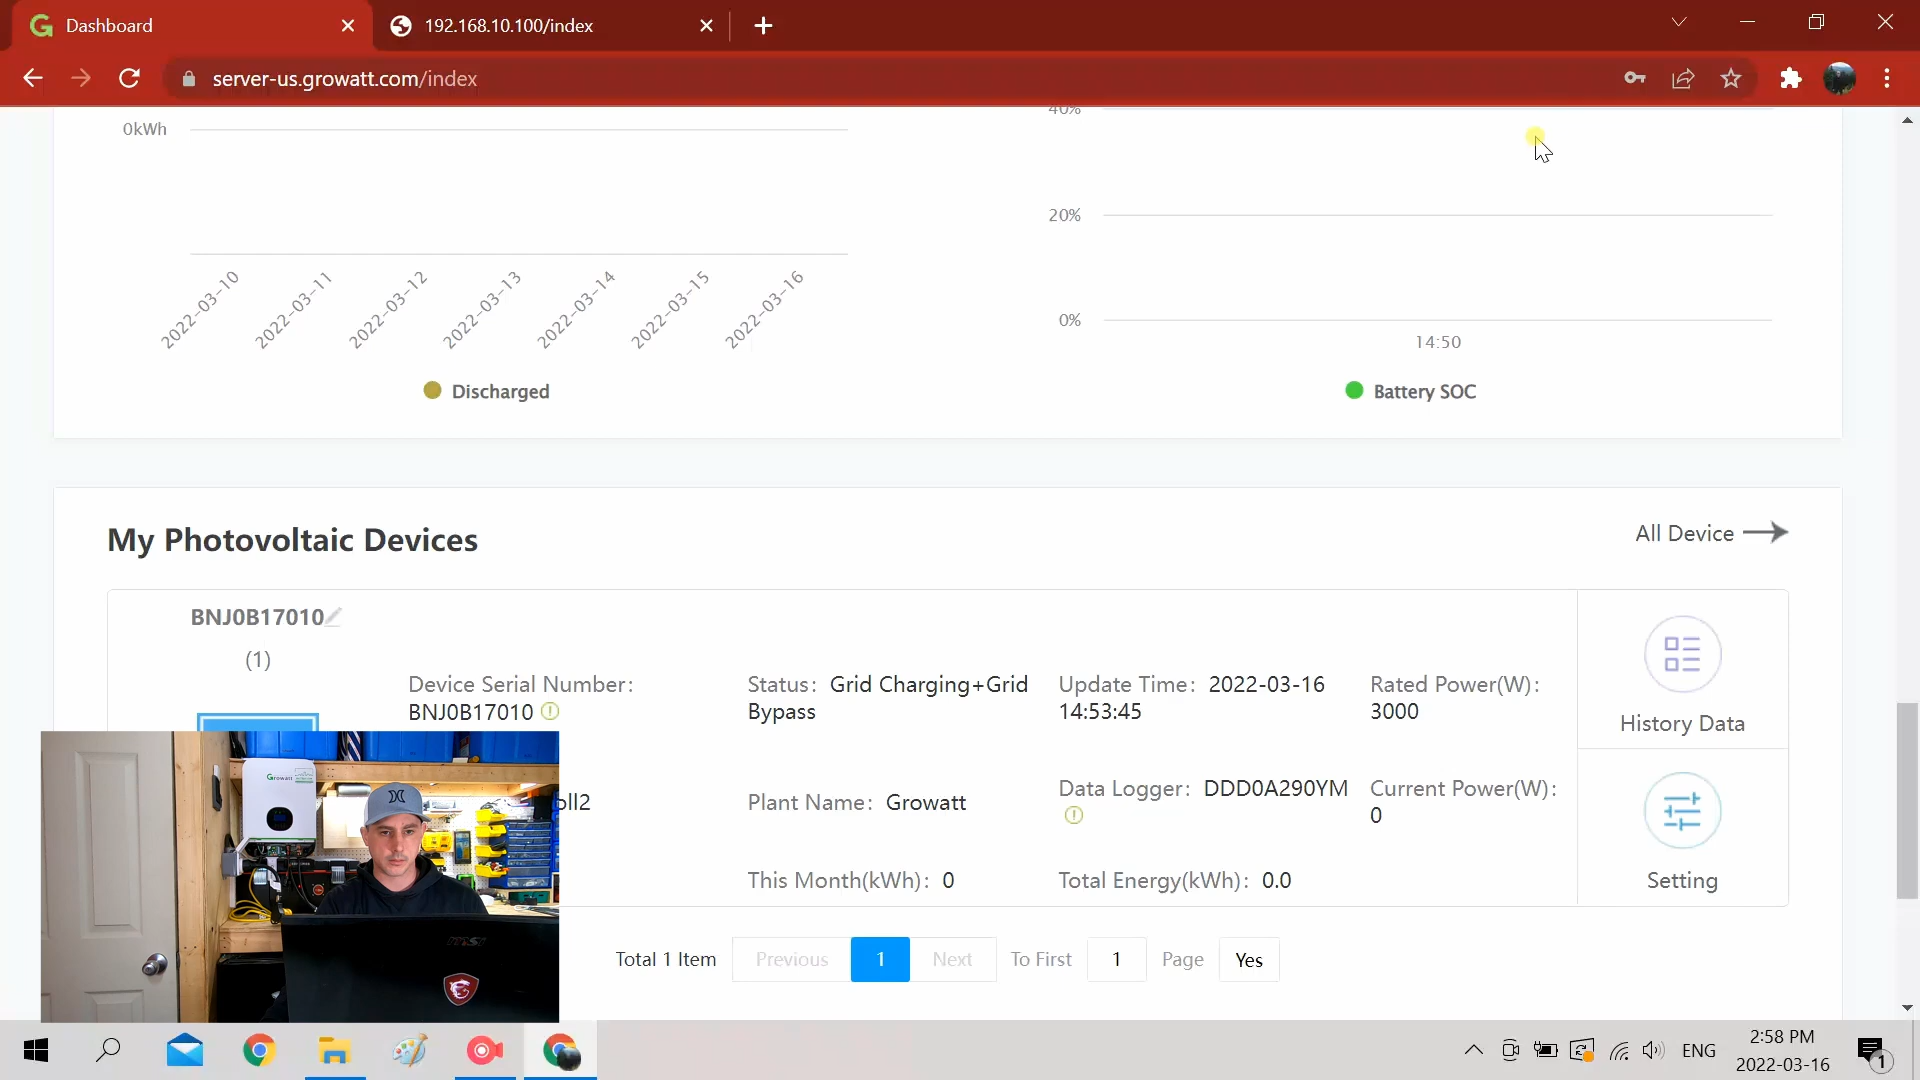 Dashboard
192.168.10.100/index
server-us.growatt.com/index
0kWh
2022-03-10
2022-03-11
2022-03-12
2022-03-13
2022-03-14
2022-03-15
2022-03-16
Discharged
40%
20%
0%
14:50
Battery SOC
My Photovoltaic Devices
All Device
BNJ0B17010
(1)
Device Serial Number:
BNJ0B17010
Status: Grid Charging+Grid
Bypass
Update Time: 2022-03-16
14:53:45
Rated Power(W):
3000
History Data
oll2
Plant Name: Growatt
Data Logger: DDD0A290YM
Current Power(W):
0
This Month(kWh): 0
Total Energy(kWh): 0.0
Setting
Growatt
msi
Total 1 Item
Previous
1
Next
To First
1
Page
Yes
ENG
2:58 PM
2022-03-16
1